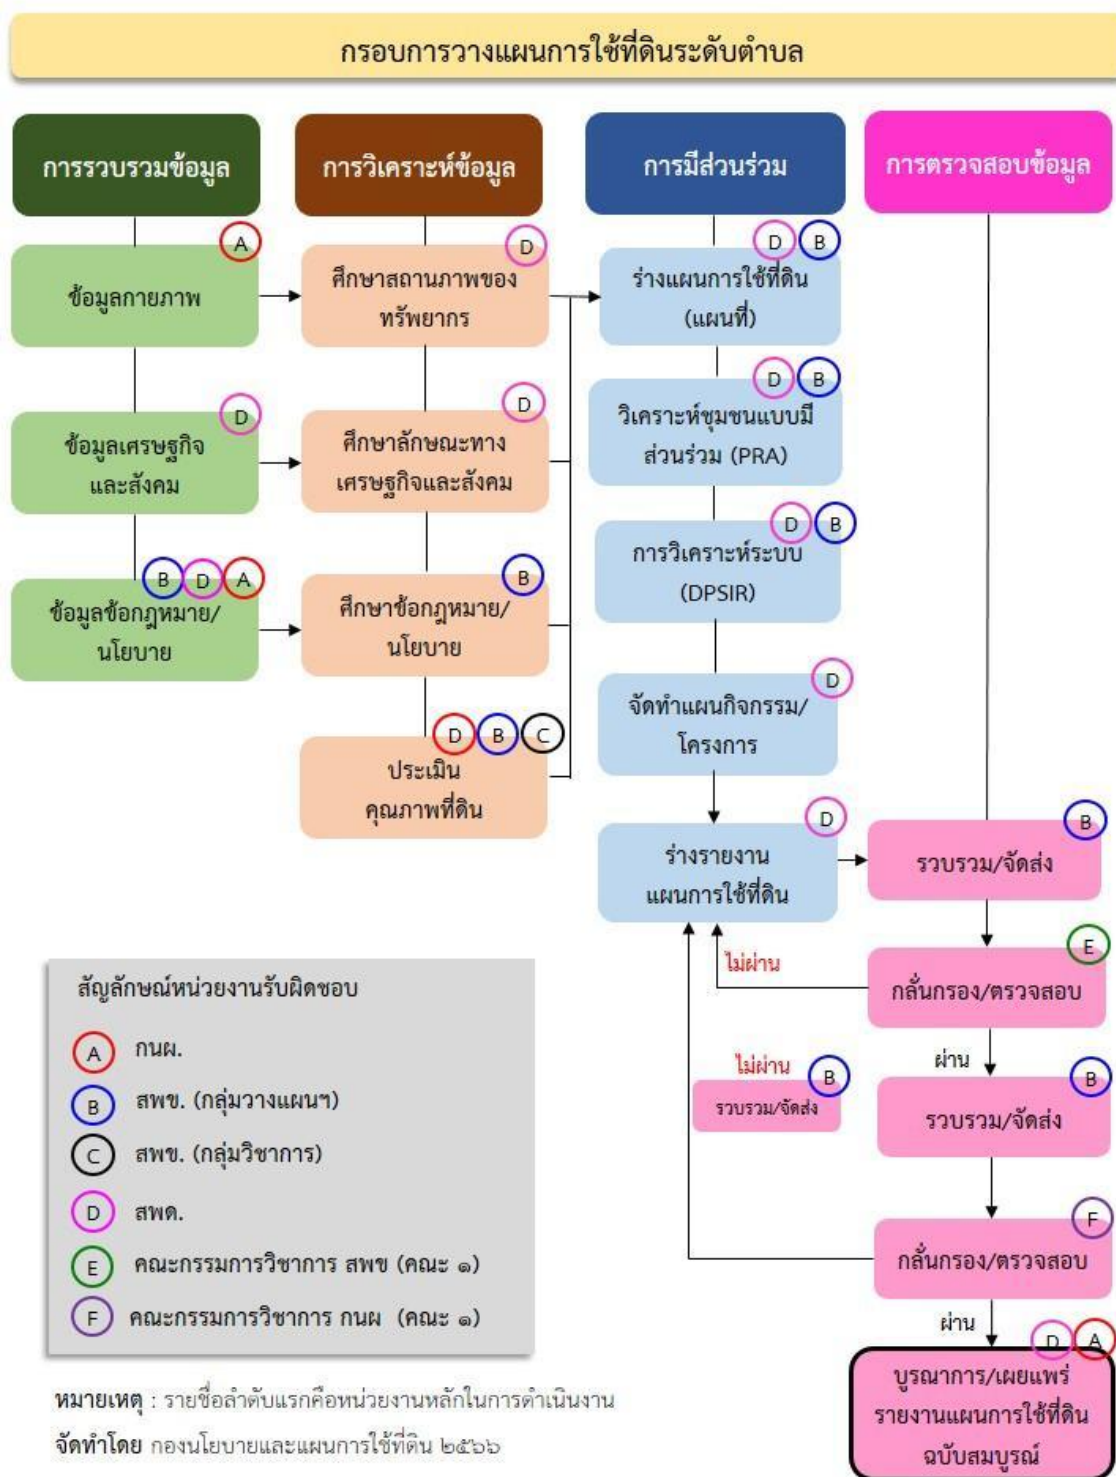 กรอบการวางแผนการใช้ที่ดินระดับตำบล
การรวบรวมข้อมูล
การวิเคราะห์ข้อมูล
การมีส่วนร่วม
การตรวจสอบข้อมูล
A
ข้อมูลกายภาพ
D
ข้อมูลเศรษฐกิจ
และสังคม
B D A
ข้อมูลข้อกฎหมาย/
นโยบาย
D
ศึกษาสถานภาพของ
ทรัพยากร
D
ศึกษาลักษณะทาง
เศรษฐกิจและสังคม
B
ศึกษาข้อกฎหมาย/
นโยบาย
D B C
ประเมิน
คุณภาพที่ดิน
D B
ร่างแผนการใช้ที่ดิน
(แผนที่)
D B
วิเคราะห์ชุมชนแบบมี
ส่วนร่วม (PRA)
D B
การวิเคราะห์ระบบ
(DPSIR)
D
จัดทำแผนกิจกรรม/
โครงการ
D
ร่างรายงาน
แผนการใช้ที่ดิน
B
รวบรวม/จัดส่ง
E
กลั่นกรอง/ตรวจสอบ
ไม่ผ่าน
ผ่าน
B
รวบรวม/จัดส่ง
ไม่ผ่าน
B
รวบรวม/จัดส่ง
F
กลั่นกรอง/ตรวจสอบ
ผ่าน
D A
บูรณาการ/เผยแพร่
รายงานแผนการใช้ที่ดิน
ฉบับสมบูรณ์
สัญลักษณ์หน่วยงานรับผิดชอบ
A กนผ.
B สพข. (กลุ่มวางแผนฯ)
C สพข. (กลุ่มวิชาการ)
D สพด.
E คณะกรรมการวิชาการ สพข (คณะ ๑)
F คณะกรรมการวิชาการ กนผ (คณะ ๑)
หมายเหตุ : รายชื่อลำดับแรกคือหน่วยงานหลักในการดำเนินงาน
จัดทำโดย กองนโยบายและแผนการใช้ที่ดิน ๒๕๖๖